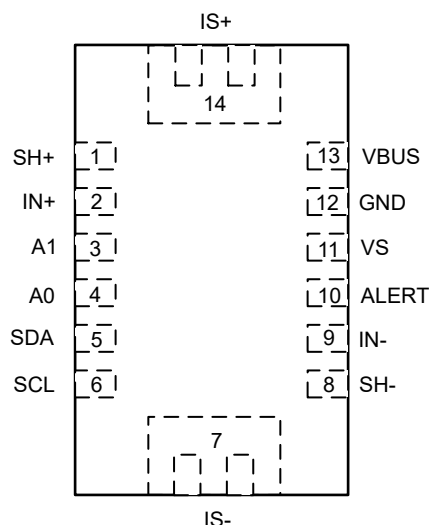 IS+
14
SH+ 1 13 VBUS
IN+ 2 12 GND
A1 3 11 VS
A0 4 10 ALERT
SDA 5 9 IN-
SCL 6 8 SH-
7
IS-